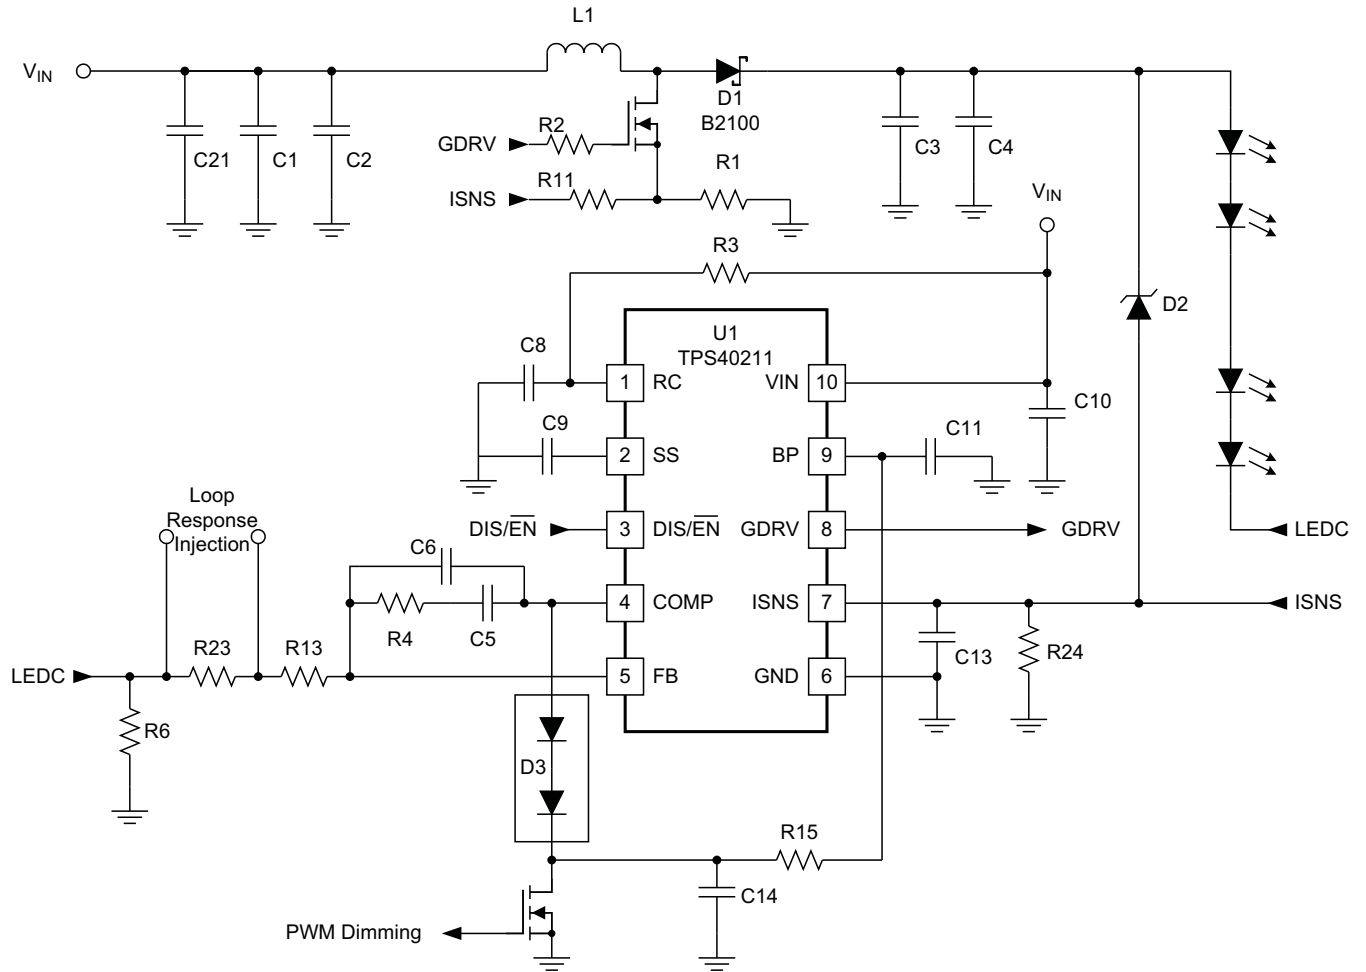 L1
VIN
D1
B2100
C21
C1
C2
GDRV
R2
R1
C3
C4
ISNS
R11
VIN
R3
D2
U1
TPS40211
C8
1
RC
VIN
10
C10
C9
2
SS
BP
9
C11
Loop
Response
Injection
DIS/EN
3
DIS/EN
GDRV
8
GDRV
LEDC
C6
R4
C5
4
COMP
ISNS
7
ISNS
LEDC
R23
R13
5
FB
GND
6
C13
R24
R6
D3
R15
C14
PWM Dimming